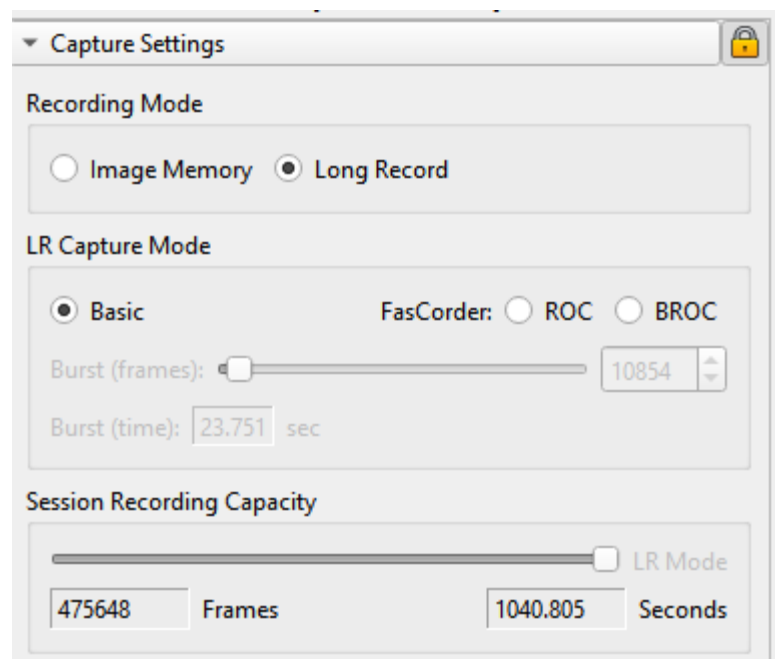 Capture Settings
Recording Mode
Image Memory Long Record
LR Capture Mode
Basic FasCorder: ROC BROC
Burst (frames): 10854
Burst (time): 23.751 sec
Session Recording Capacity
LR Mode
475648 Frames 1040.805 Seconds